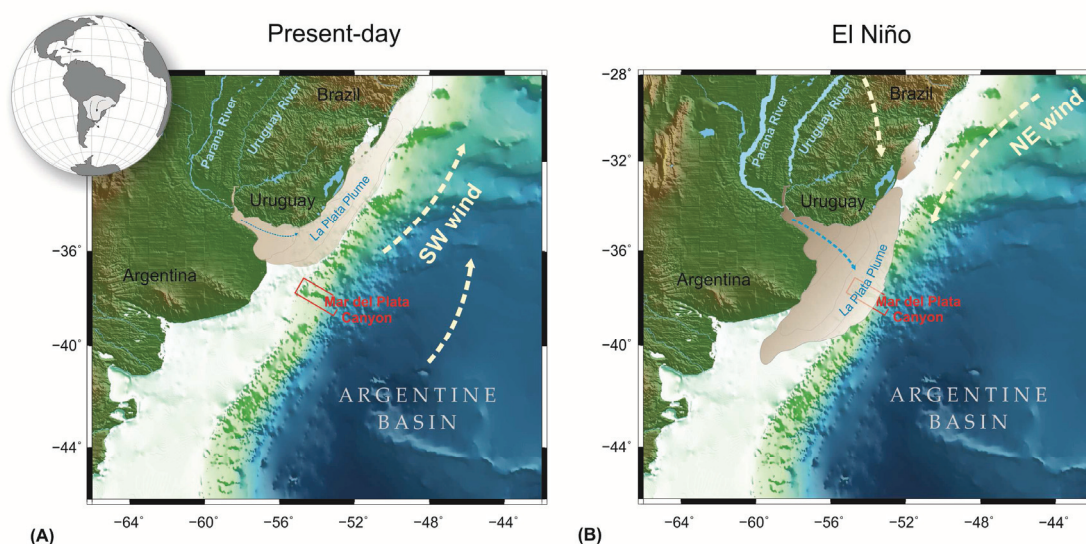 Present-day
El Niño
Brazil
Parana River
Uruguay River
Uruguay
La Plata Plume
SW wind
Argentina
Mar del Plata
Canyon
ARGENTINE
BASIN
−64°
−60°
−56°
−52°
−48°
−44°
−28°
−32°
−36°
−40°
−44°
(A)
Brazil
Parana River
Uruguay River
NE wind
Uruguay
La Plata Plume
Argentina
Mar del Plata
Canyon
ARGENTINE
BASIN
−64°
−60°
−56°
−52°
−48°
−44°
(B)